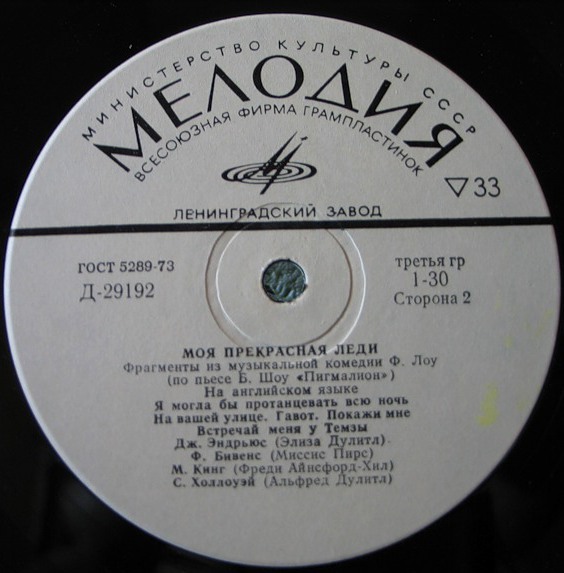 МИНИСТЕРСТВО КУЛЬТУРЫ СССР
МЕЛОДИЯ
ВСЕСОЮЗНАЯ ФИРМА ГРАМПЛАСТИНОК
▽33
ЛЕНИНГРАДСКИЙ ЗАВОД
ГОСТ 5289-73
Д-29192
третья гр
1-30
Сторона 2
МОЯ ПРЕКРАСНАЯ ЛЕДИ
Фрагменты из музыкальной комедии Ф. Лоу
(по пьесе Б. Шоу «Пигмалион»)
На английском языке
Я могла бы протанцевать всю ночь
На вашей улице. Гавот. Покажи мне
Встречай меня у Темзы
Дж. Эндрьюс (Элиза Дулитл).
Ф. Бивенс (Миссис Пирс)
М. Кинг (Фреди Айнсфорд-Хил)
С. Холлоуэй (Альфред Дулитл)